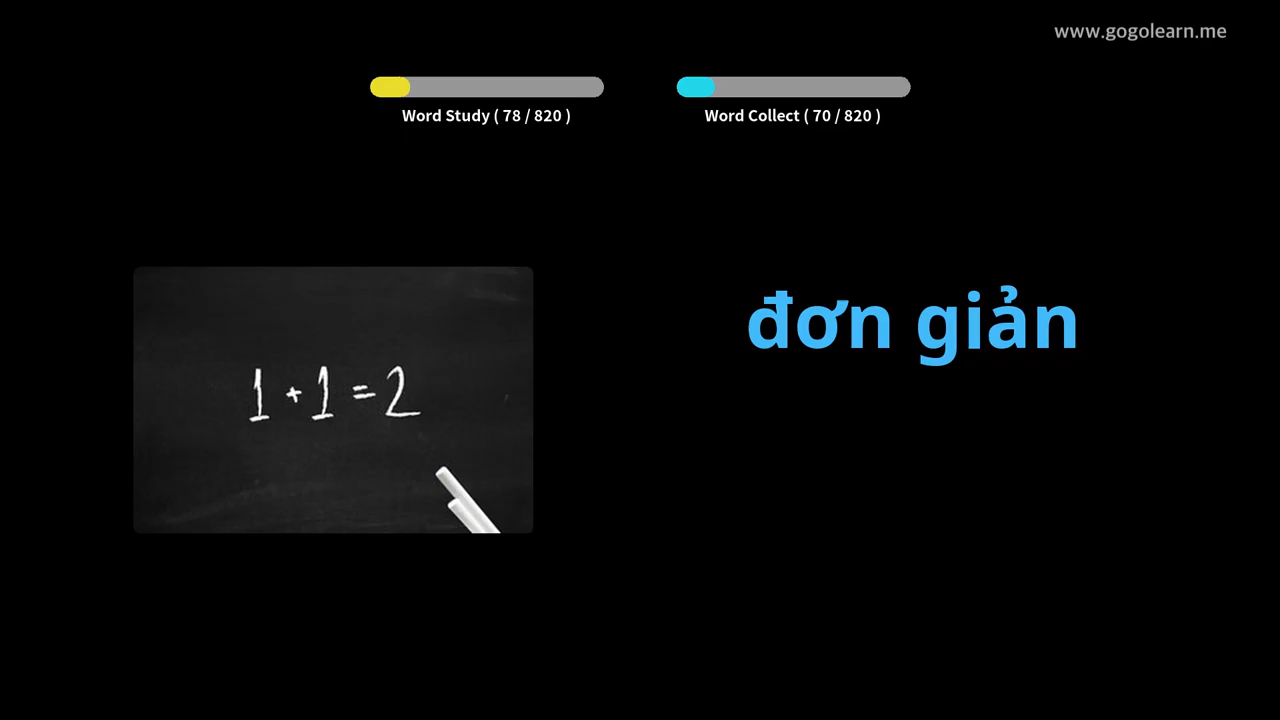 www.gogolearn.me
Word Study ( 78 / 820 )
Word Collect ( 70 / 820 )
đơn giản
1 + 1 = 2